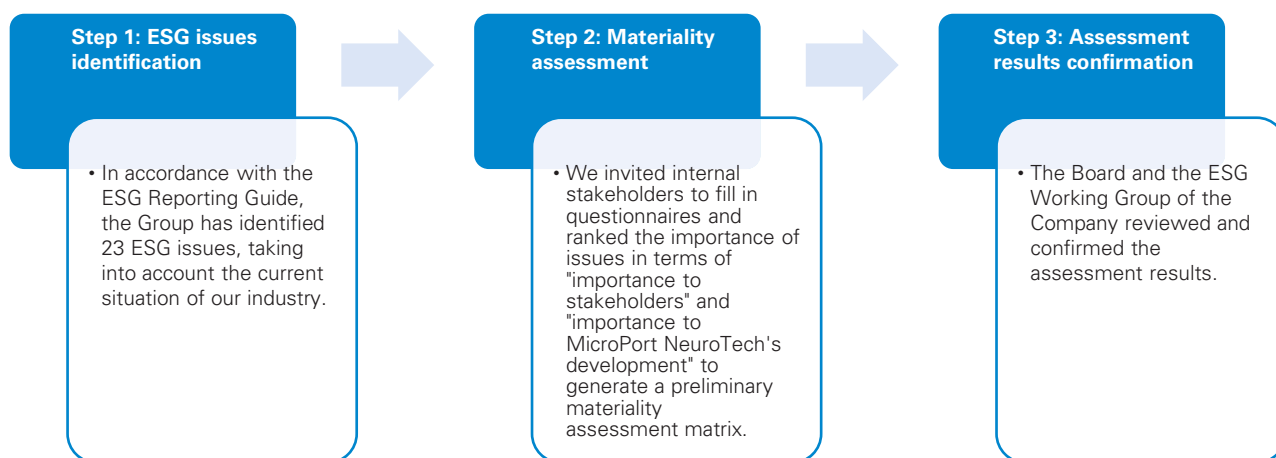 Step 1: ESG issues
identification
• In accordance with the
ESG Reporting Guide,
the Group has identified
23 ESG issues, taking
into account the current
situation of our industry.
Step 2: Materiality
assessment
• We invited internal
stakeholders to fill in
questionnaires and
ranked the importance of
issues in terms of
"importance to
stakeholders" and
"importance to
MicroPort NeuroTech's
development" to
generate a preliminary
materiality
assessment matrix.
Step 3: Assessment
results confirmation
• The Board and the ESG
Working Group of the
Company reviewed and
confirmed the
assessment results.